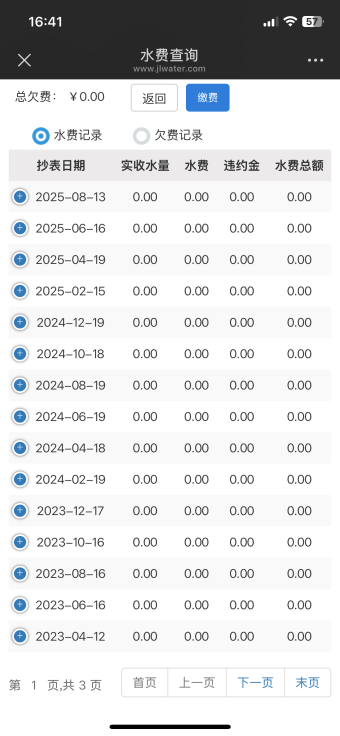 16:41
57
水费查询
www.jlwater.com
总欠费: ￥0.00 返回 缴费
水费记录 欠费记录
抄表日期 实收水量 水费 违约金 水费总额
2025-08-13 0.00 0.00 0.00 0.00
2025-06-16 0.00 0.00 0.00 0.00
2025-04-19 0.00 0.00 0.00 0.00
2025-02-15 0.00 0.00 0.00 0.00
2024-12-19 0.00 0.00 0.00 0.00
2024-10-18 0.00 0.00 0.00 0.00
2024-08-19 0.00 0.00 0.00 0.00
2024-06-19 0.00 0.00 0.00 0.00
2024-04-18 0.00 0.00 0.00 0.00
2024-02-19 0.00 0.00 0.00 0.00
2023-12-17 0.00 0.00 0.00 0.00
2023-10-16 0.00 0.00 0.00 0.00
2023-08-16 0.00 0.00 0.00 0.00
2023-06-16 0.00 0.00 0.00 0.00
2023-04-12 0.00 0.00 0.00 0.00
第 1 页,共 3 页 首页 上一页 下一页 末页